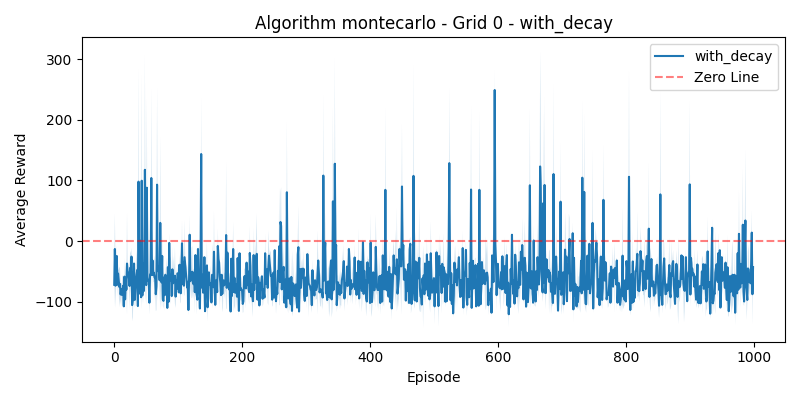 Algorithm montecarlo - Grid 0 - with_decay
with_decay
Zero Line
Average Reward
300
200
100
0
−100
0
200
400
600
800
1000
Episode